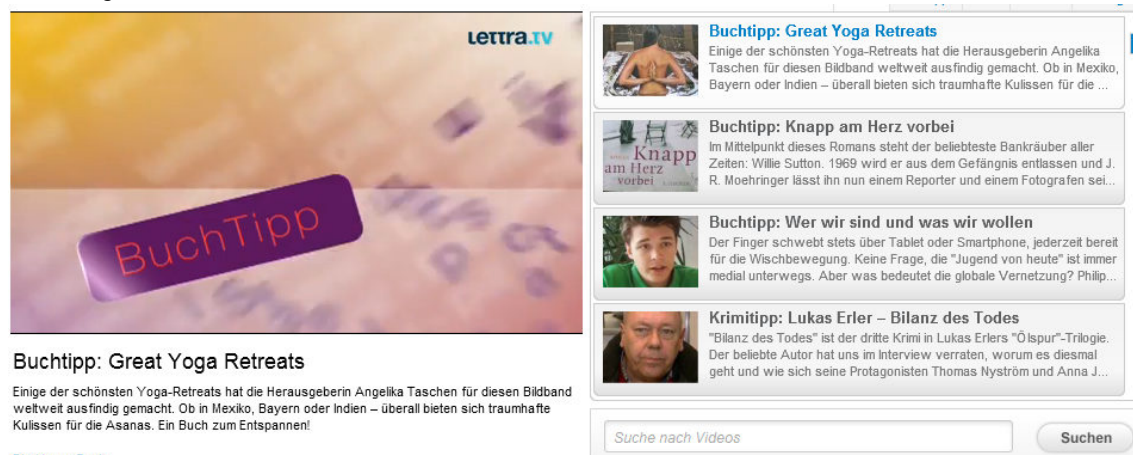 Lettra.TV
BuchTipp
Buchtipp: Great Yoga Retreats
Einige der schönsten Yoga-Retreats hat die Herausgeberin Angelika Taschen für diesen Bildband
weltweit ausfindig gemacht. Ob in Mexiko, Bayern oder Indien – überall bieten sich traumhafte
Kulissen für die Asanas. Ein Buch zum Entspannen!
Buchtipp: Great Yoga Retreats
Einige der schönsten Yoga-Retreats hat die Herausgeberin Angelika
Taschen für diesen Bildband weltweit ausfindig gemacht. Ob in Mexiko,
Bayern oder Indien – überall bieten sich traumhafte Kulissen für die ...
Knapp
am Herz
vorbei
Buchtipp: Knapp am Herz vorbei
Im Mittelpunkt dieses Romans steht der beliebteste Bankräuber aller
Zeiten: Willie Sutton. 1969 wird er aus dem Gefängnis entlassen und J.
R. Moehringer lässt ihn nun einem Reporter und einem Fotografen sei...
Buchtipp: Wer wir sind und was wir wollen
Der Finger schwebt stets über Tablet oder Smartphone, jederzeit bereit
für die Wischbewegung. Keine Frage, die "Jugend von heute" ist immer
medial unterwegs. Aber was bedeutet die globale Vernetzung? Philip...
Krimitipp: Lukas Erler – Bilanz des Todes
"Bilanz des Todes" ist der dritte Krimi in Lukas Erlers "Ölspur"-Trilogie.
Der beliebte Autor hat uns im Interview verraten, worum es diesmal
geht und wie sich seine Protagonisten Thomas Nyström und Anna J...
Suche nach Videos
Suchen